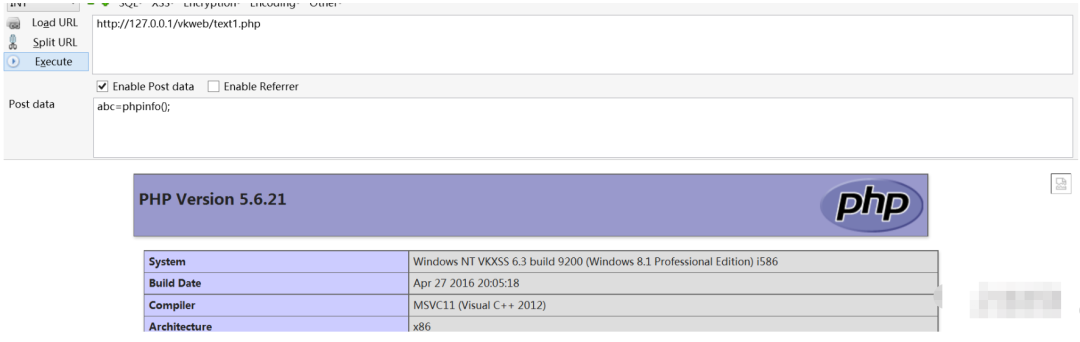 INT SQL- XSS- Encryption- Encoding- Other-
Load URL http://127.0.0.1/vkweb/text1.php
Split URL
Execute
Enable Post data Enable Referrer
Post data abc=phpinfo();
PHP Version 5.6.21 php
System Windows NT VKXSS 6.3 build 9200 (Windows 8.1 Professional Edition) i586
Build Date Apr 27 2016 20:05:18
Compiler MSVC11 (Visual C++ 2012)
Architecture x86